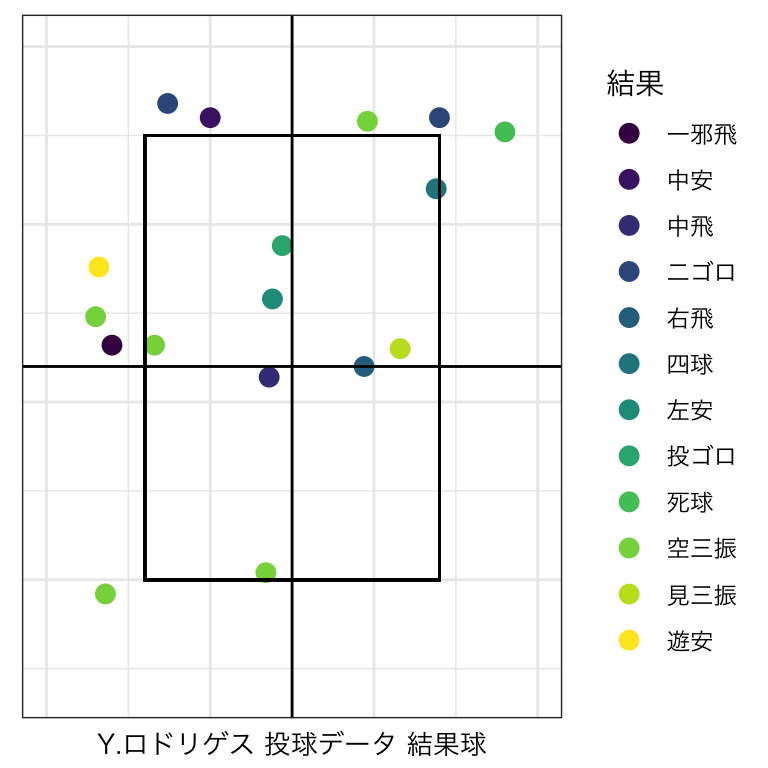 結果
一邪飛
中安
中飛
二ゴロ
右飛
四球
左安
投ゴロ
死球
空三振
見三振
遊安
Y.ロドリゲス 投球データ 結果球